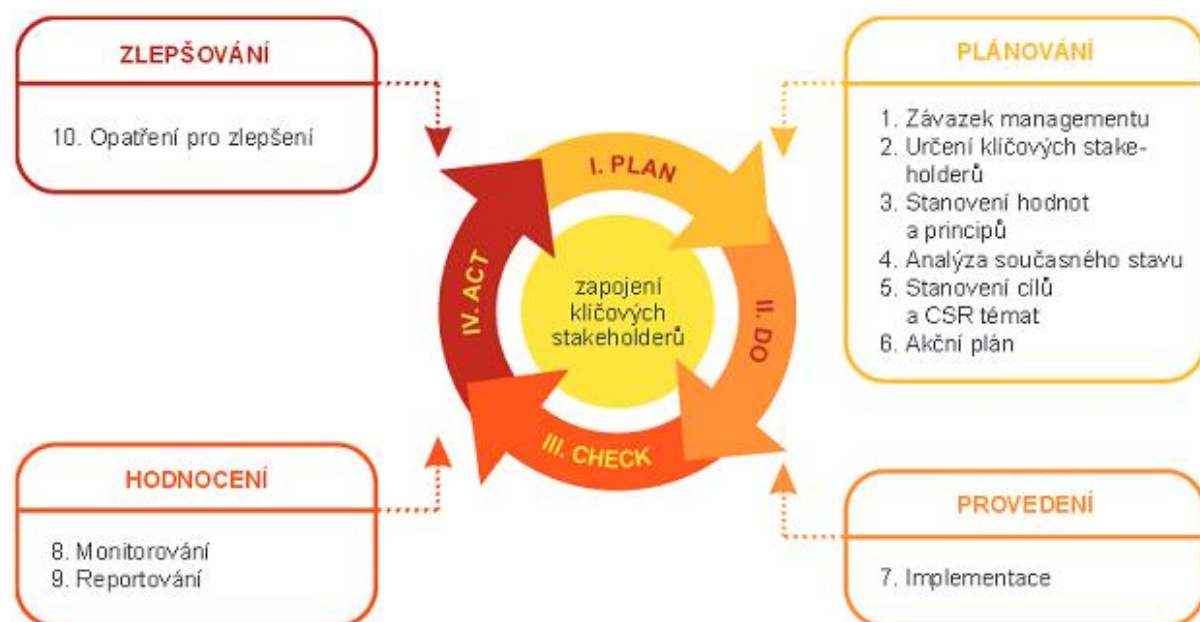 ZLEPŠOVÁNÍ
10. Opatření pro zlepšení
PLÁNOVÁNÍ
1. Závazek managementu
2. Určení klíčových stake-
holderů
3. Stanovení hodnot
a principů
4. Analýza současného stavu
5. Stanovení cílů
a CSR témat
6. Akční plán
I. PLAN
II. DO
III. CHECK
IV. ACT
zapojení
klíčových
stakeholderů
HODNOCENÍ
8. Monitorování
9. Reportování
PROVEDENÍ
7. Implementace